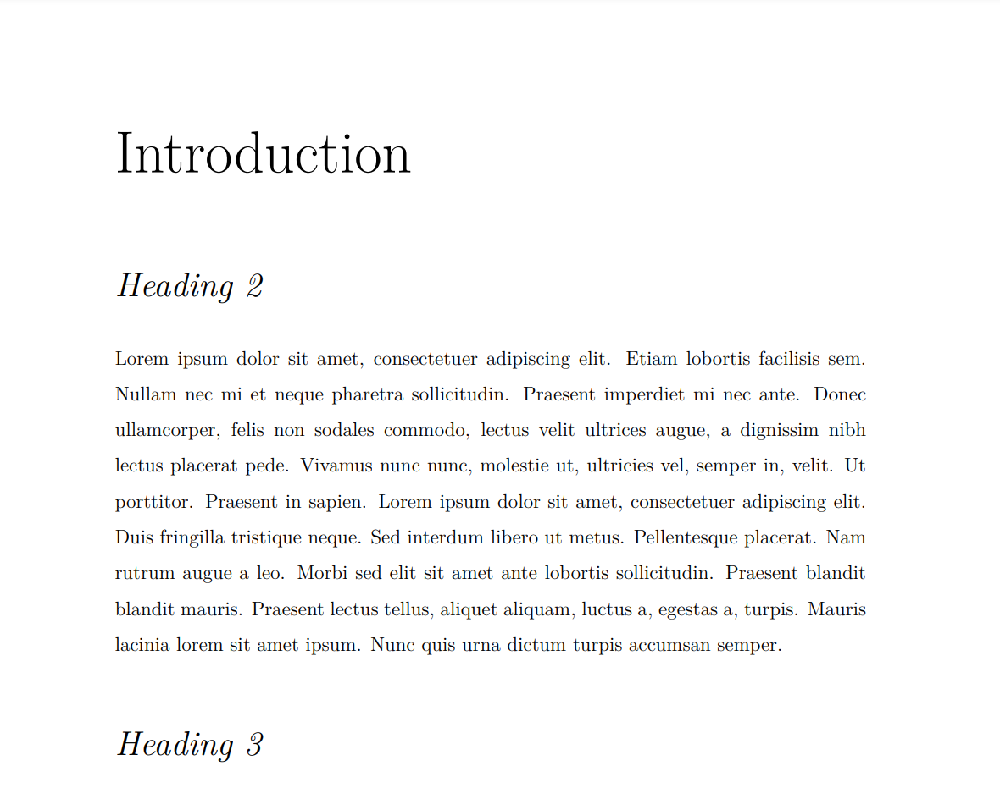 Introduction
Heading 2
Lorem ipsum dolor sit amet, consectetuer adipiscing elit. Etiam lobortis facilisis sem.
Nullam nec mi et neque pharetra sollicitudin. Praesent imperdiet mi nec ante. Donec
ullamcorper, felis non sodales commodo, lectus velit ultrices augue, a dignissim nibh
lectus placerat pede. Vivamus nunc nunc, molestie ut, ultricies vel, semper in, velit. Ut
porttitor. Praesent in sapien. Lorem ipsum dolor sit amet, consectetuer adipiscing elit.
Duis fringilla tristique neque. Sed interdum libero ut metus. Pellentesque placerat. Nam
rutrum augue a leo. Morbi sed elit sit amet ante lobortis sollicitudin. Praesent blandit
blandit mauris. Praesent lectus tellus, aliquet aliquam, luctus a, egestas a, turpis. Mauris
lacinia lorem sit amet ipsum. Nunc quis urna dictum turpis accumsan semper.
Heading 3